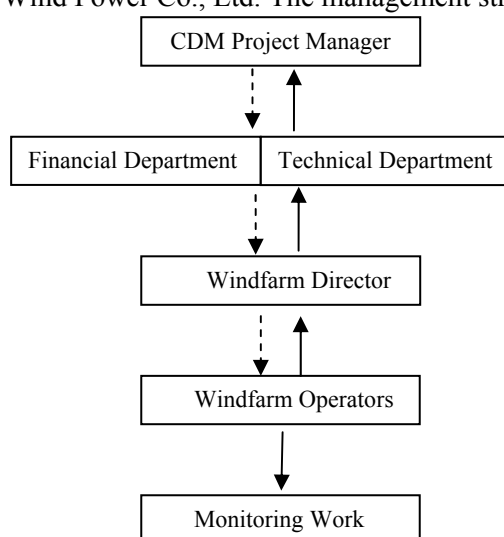 Wind Power Co., Ltd. The management
CDM Project Manager
Financial Department Technical Department
Windfarm Director
Windfarm Operators
Monitoring Work